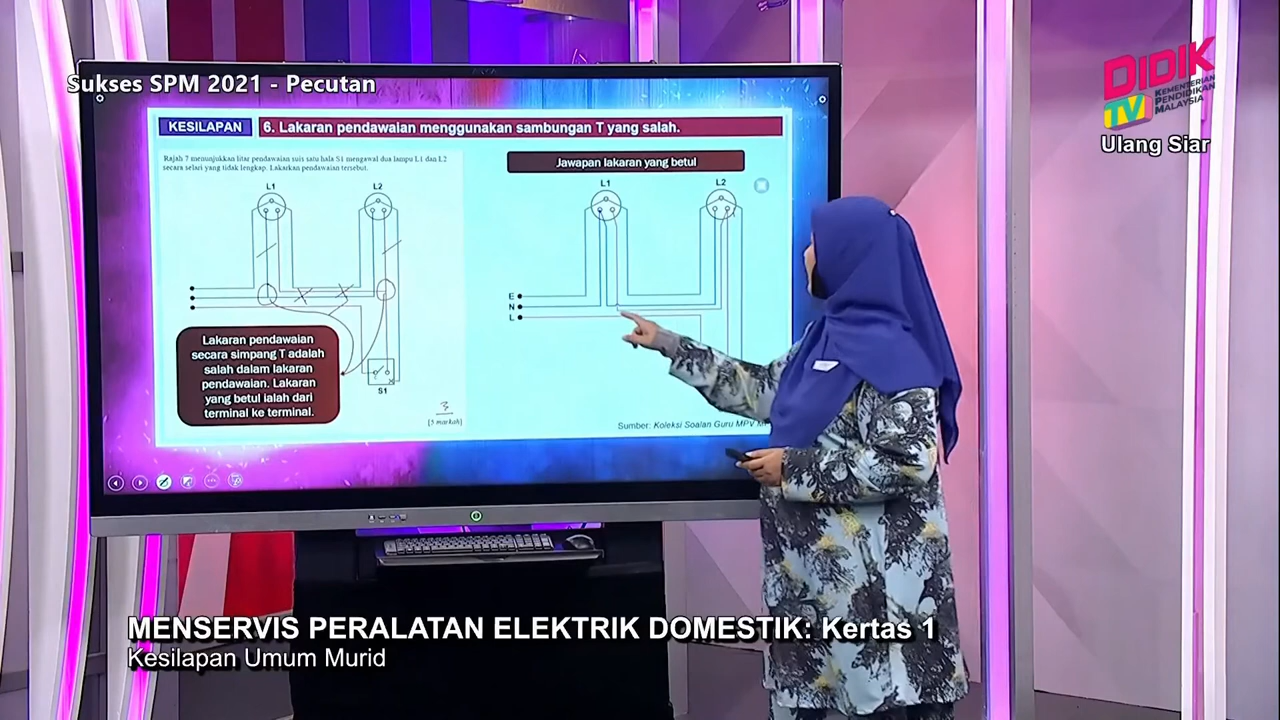 Sukses SPM 2021 - Pecutan
DIDIK
TV
KEMENTERIAN
PENDIDIKAN
MALAYSIA
Ulang Siar
KESILAPAN
6. Lakaran pendawaian menggunakan sambungan T yang salah.
Rajah 7 menunjukkan litar pendawaian suis satu hala S1 mengawal dua lampu L1 dan L2
secara selari yang tidak lengkap. Lakarkan pendawaian tersebut.
L1
L2
Lakaran pendawaian
secara simpang T adalah
salah dalam lakaran
pendawaian. Lakaran
yang betul ialah dari
terminal ke terminal.
S1
3
[5 markah]
Jawapan lakaran yang betul
L1
L2
E
N
L
Sumber: Koleksi Soalan Guru MPV
MENSERVIS PERALATAN ELEKTRIK DOMESTIK: Kertas 1
Kesilapan Umum Murid